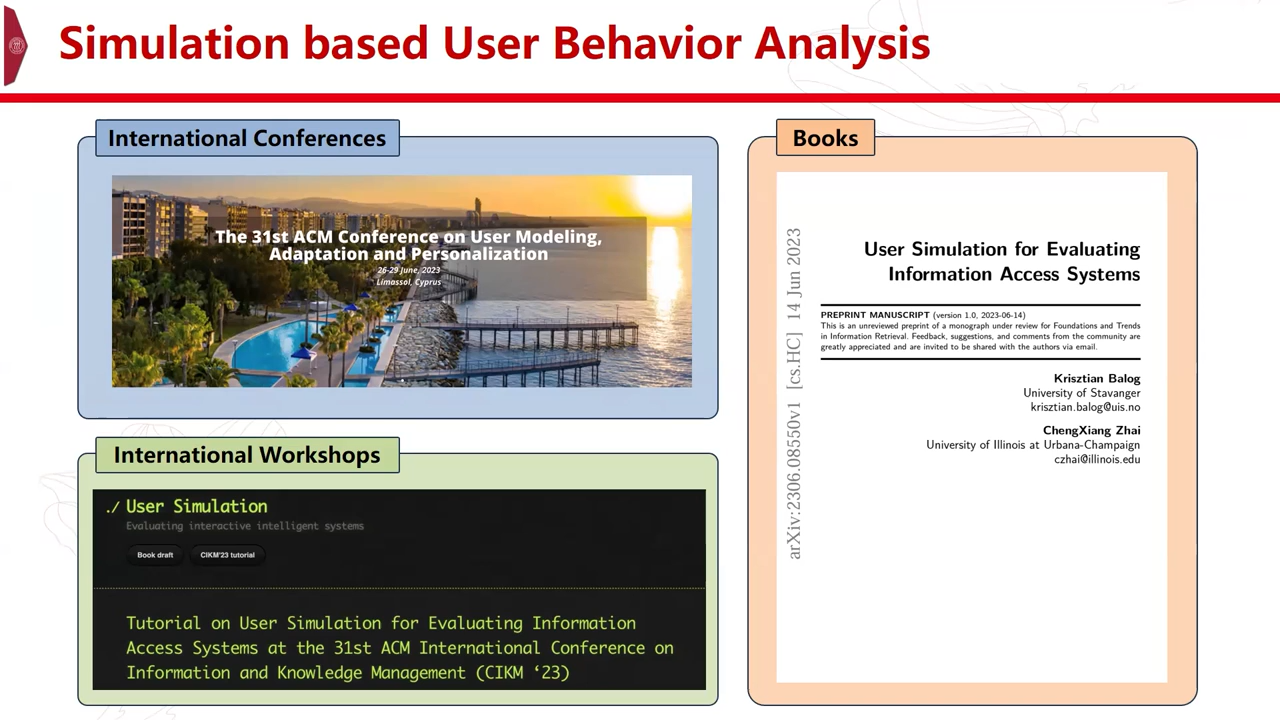 Simulation based User Behavior Analysis
International Conferences
The 31st ACM Conference on User Modeling,
Adaptation and Personalization
26-29 June, 2023
Limassol, Cyprus
International Workshops
./ User Simulation
Evaluating interactive intelligent systems
Book draft
CIKM'23 tutorial
Tutorial on User Simulation for Evaluating Information
Access Systems at the 31st ACM International Conference on
Information and Knowledge Management (CIKM ‘23)
Books
arXiv:2306.08550v1 [cs.HC] 14 Jun 2023
User Simulation for Evaluating
Information Access Systems
PREPRINT MANUSCRIPT (version 1.0, 2023-06-14)
This is an unreviewed preprint of a monograph under review for Foundations and Trends
in Information Retrieval. Feedback, suggestions, and comments from the community are
greatly appreciated and are invited to be shared with the authors via email.
Krisztian Balog
University of Stavanger
krisztian.balog@uis.no
ChengXiang Zhai
University of Illinois at Urbana-Champaign
czhai@illinois.edu